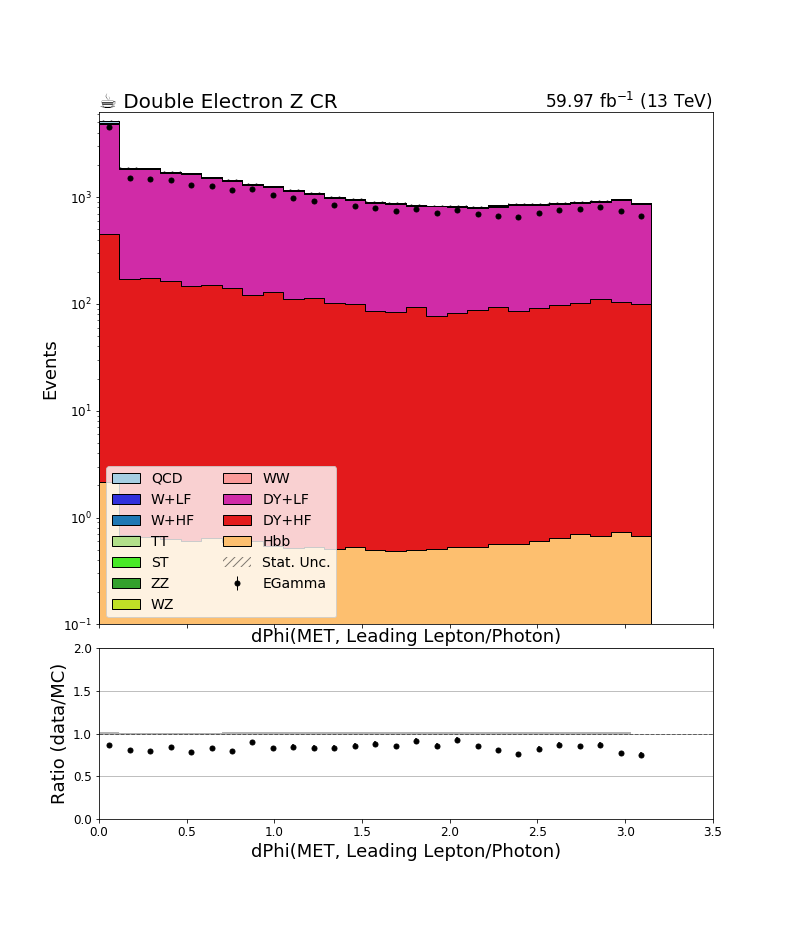 ☕ Double Electron Z CR
59.97 fb⁻¹ (13 TeV)
Events
10³
10²
10¹
10⁰
10⁻¹
QCD
W+LF
W+HF
TT
ST
ZZ
WZ
WW
DY+LF
DY+HF
Hbb
Stat. Unc.
EGamma
dPhi(MET, Leading Lepton/Photon)
Ratio (data/MC)
2.0
1.5
1.0
0.5
0.0
0.0 0.5 1.0 1.5 2.0 2.5 3.0 3.5
dPhi(MET, Leading Lepton/Photon)